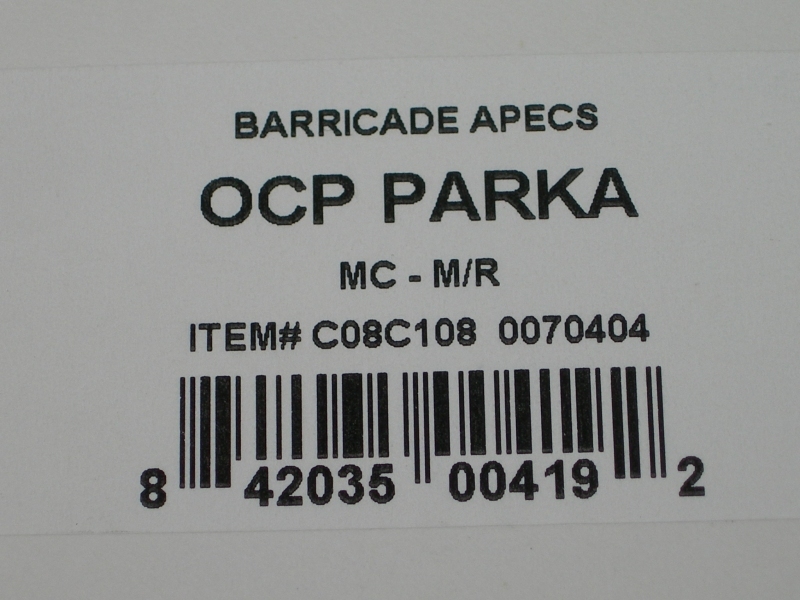 BARRICADE APECS
OCP PARKA
MC - M/R
ITEM# C08C108 0070404
8 42035 00419 2